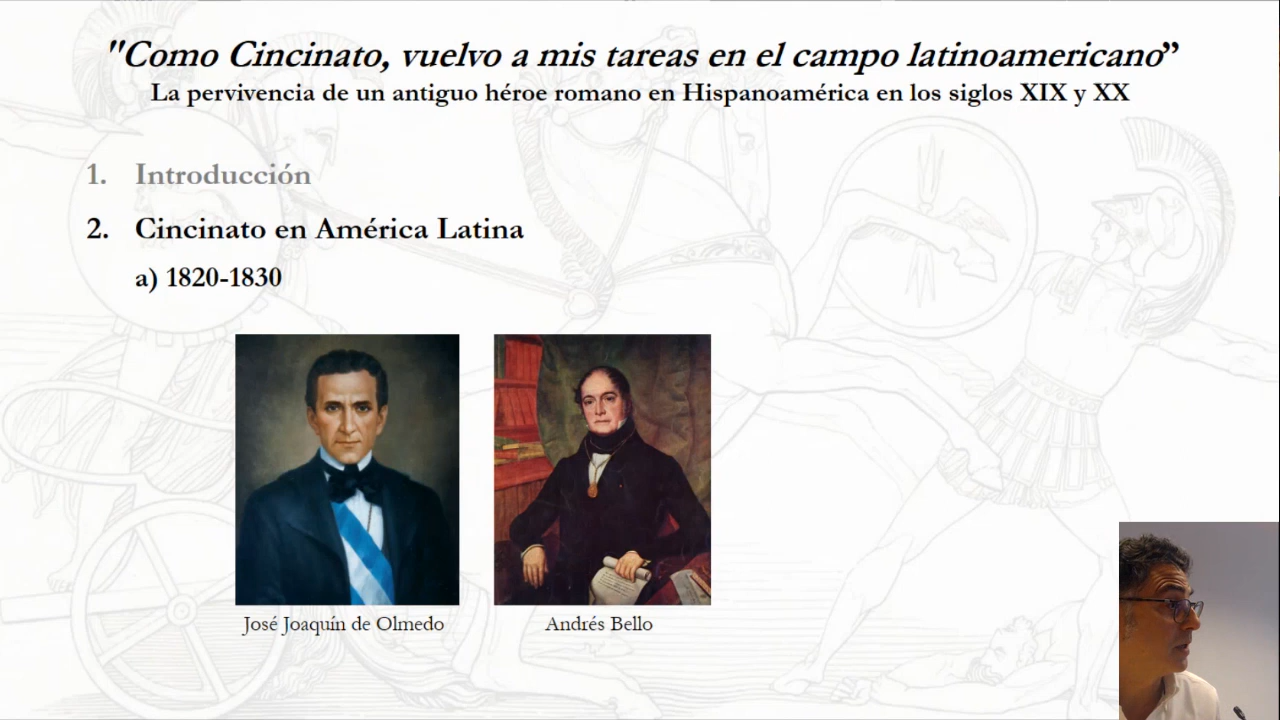 "Como Cincinato, vuelvo a mis tareas en el campo latinoamericano”
La pervivencia de un antiguo héroe romano en Hispanoamérica en los siglos XIX y XX
1. Introducción
2. Cincinato en América Latina
a) 1820-1830
José Joaquín de Olmedo
Andrés Bello